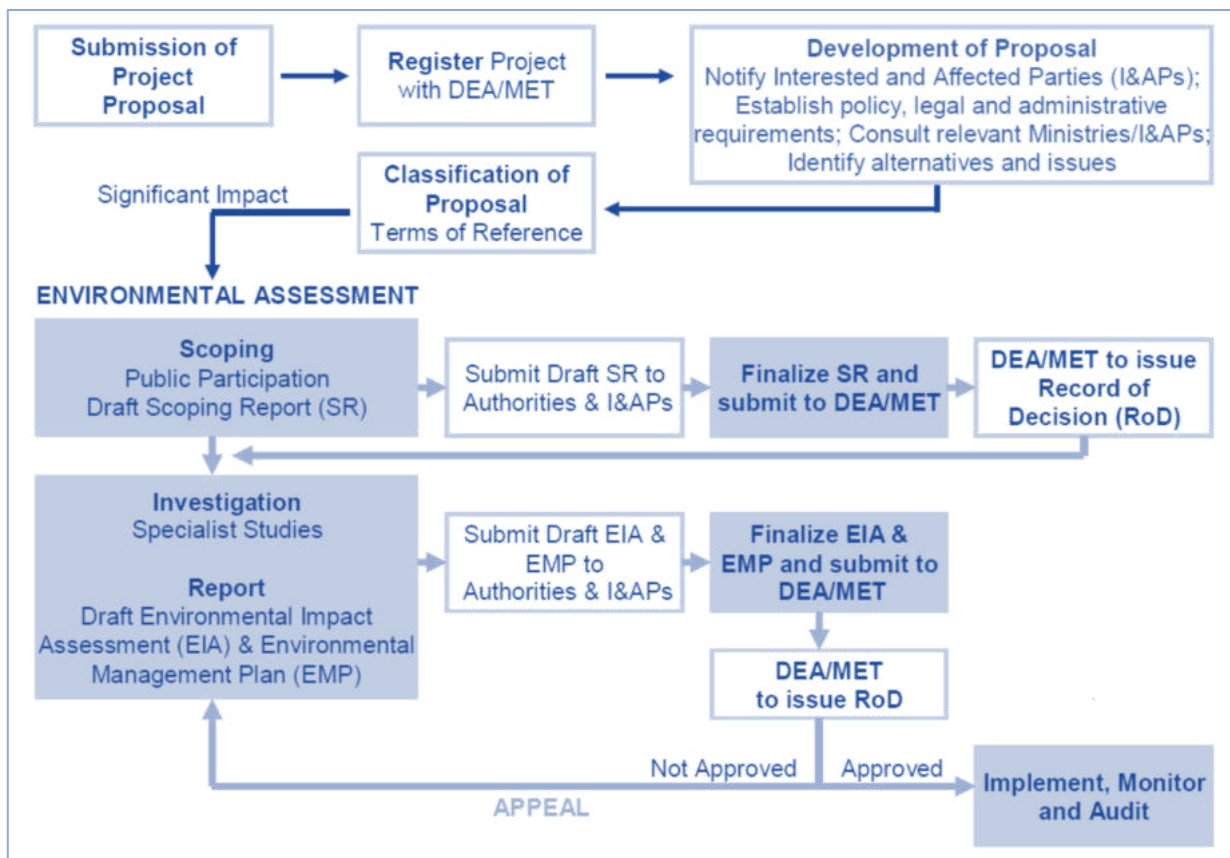 Submission of
Project
Proposal
Register Project
with DEA/MET
Development of Proposal
Notify Interested and Affected Parties (I&APs);
Establish policy, legal and administrative
requirements; Consult relevant Ministries/I&APs;
Identify alternatives and issues
Classification of
Proposal
Terms of Reference
Significant Impact
ENVIRONMENTAL ASSESSMENT
Scoping
Public Participation
Draft Scoping Report (SR)
Submit Draft SR to
Authorities & I&APs
Finalize SR and
submit to DEA/MET
DEA/MET to issue
Record of
Decision (RoD)
Investigation
Specialist Studies
Report
Draft Environmental Impact
Assessment (EIA) & Environmental
Management Plan (EMP)
Submit Draft EIA &
EMP to
Authorities & I&APs
Finalize EIA &
EMP and submit to
DEA/MET
DEA/MET
to issue RoD
Not Approved
Approved
APPEAL
Implement, Monitor
and Audit